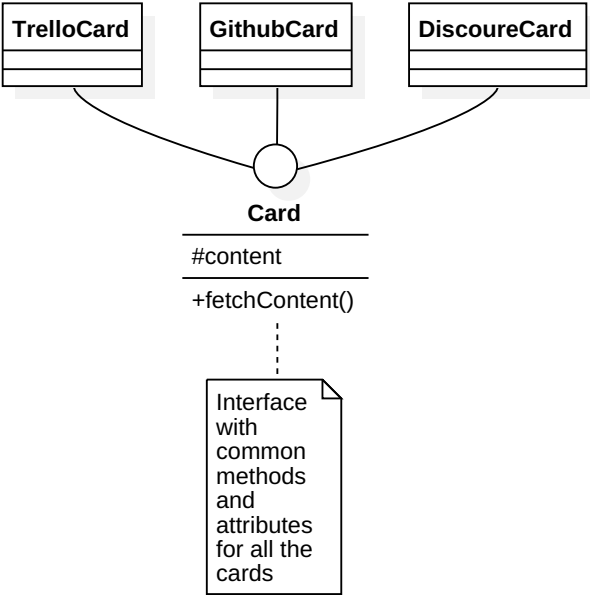 TrelloCard
GithubCard
DiscoureCard
Card
#content
+fetchContent()
Interface
with
common
methods
and
attributes
for all the
cards